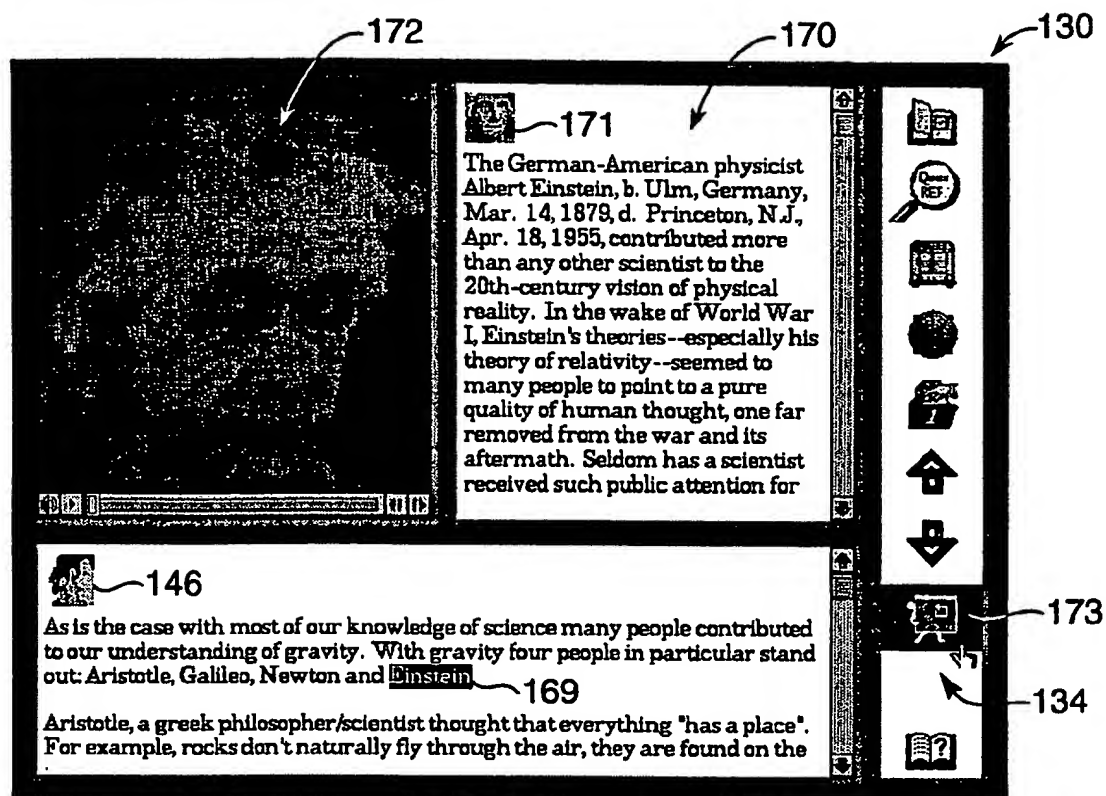 172
170
130
171
The German-American physicist
Albert Einstein, b. Ulm, Germany,
Mar. 14, 1879, d. Princeton, N.J.,
Apr. 18, 1955, contributed more
than any other scientist to the
20th-century vision of physical
reality. In the wake of World War
I, Einstein's theories--especially his
theory of relativity--seemed to
many people to point to a pure
quality of human thought, one far
removed from the war and its
aftermath. Seldom has a scientist
received such public attention for
REF
1
146
As is the case with most of our knowledge of science many people contributed
to our understanding of gravity. With gravity four people in particular stand
out: Aristotle, Galileo, Newton and Einstein
169
Aristotle, a greek philosopher/scientist thought that everything "has a place".
For example, rocks don't naturally fly through the air, they are found on the
173
134
?